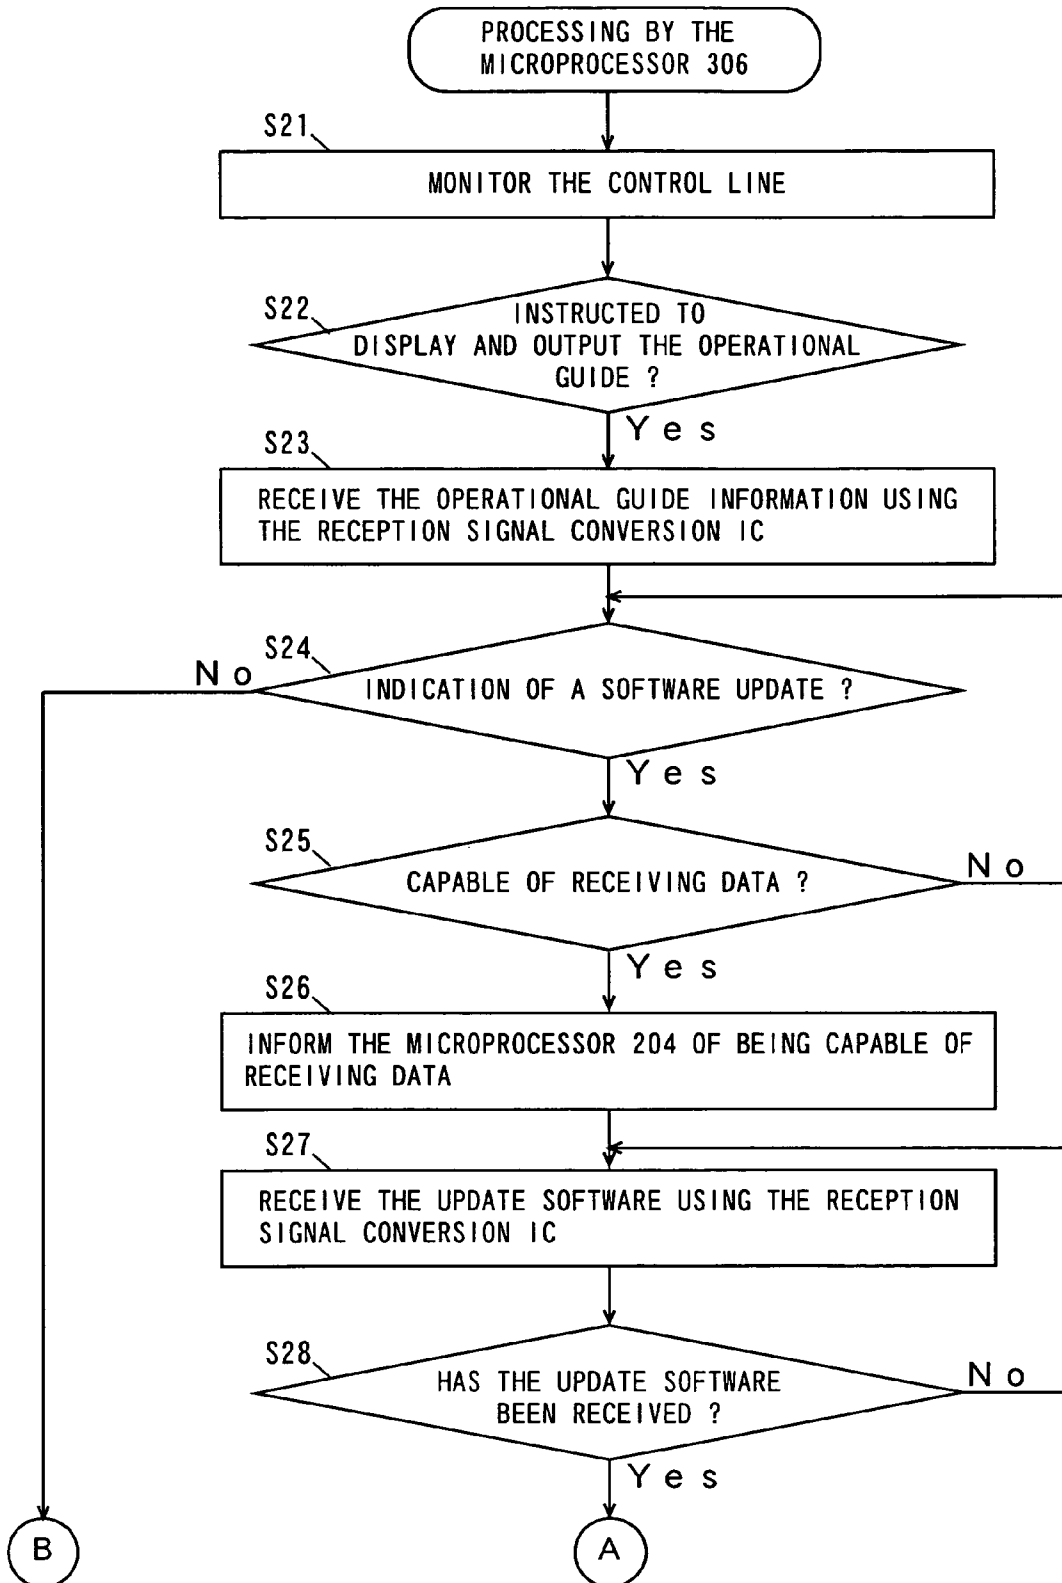 PROCESSING BY THE
MICROPROCESSOR 306
S21
MONITOR THE CONTROL LINE
S22
INSTRUCTED TO
DISPLAY AND OUTPUT THE OPERATIONAL
GUIDE ?
Yes
S23
RECEIVE THE OPERATIONAL GUIDE INFORMATION USING
THE RECEPTION SIGNAL CONVERSION IC
S24
No
INDICATION OF A SOFTWARE UPDATE ?
Yes
S25
CAPABLE OF RECEIVING DATA ?
No
Yes
S26
INFORM THE MICROPROCESSOR 204 OF BEING CAPABLE OF
RECEIVING DATA
S27
RECEIVE THE UPDATE SOFTWARE USING THE RECEPTION
SIGNAL CONVERSION IC
S28
HAS THE UPDATE SOFTWARE
BEEN RECEIVED ?
No
Yes
B
A